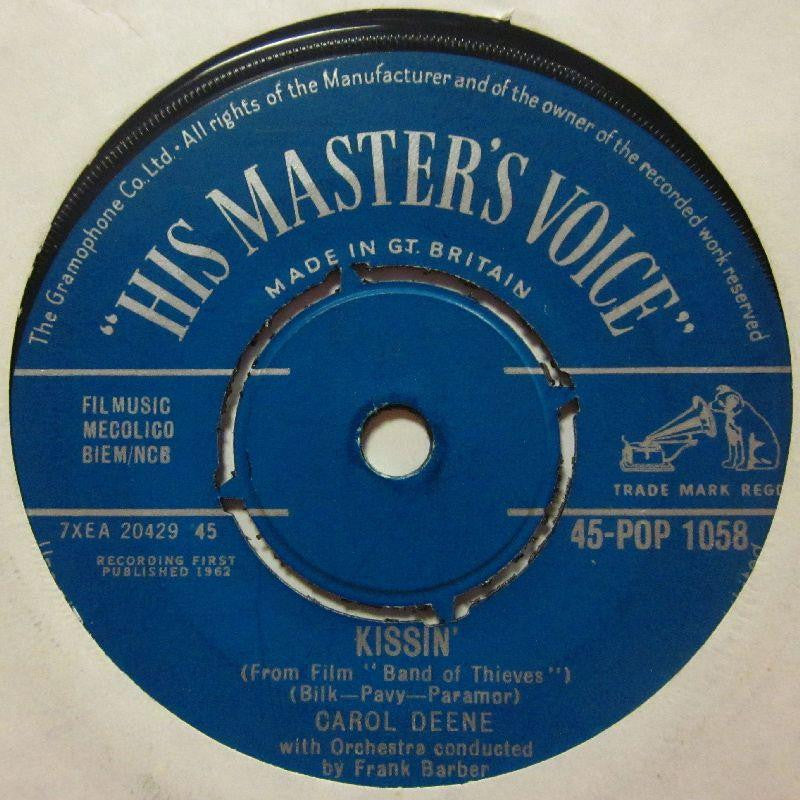 The Gramophone Co. Ltd. · All rights of the Manufacturer and of the owner of the recorded work reserved
"HIS MASTER'S VOICE"
MADE IN GT. BRITAIN
FILMUSIC
MECOLICO
BIEM/NCB
TRADE MARK REGD
7XEA 20429 45
45-POP 1058
RECORDING FIRST
PUBLISHED 1962
KISSIN'
(From Film "Band of Thieves")
(Bilk—Pavy—Paramor)
CAROL DEENE
with Orchestra conducted
by Frank Barber